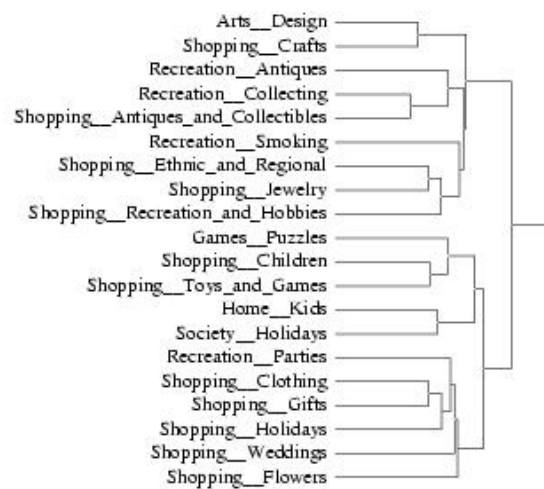 Arts__Design
Shopping__Crafts
Recreation__Antiques
Recreation__Collecting
Shopping__Antiques_and_Collectibles
Recreation__Smoking
Shopping__Ethnic_and_Regional
Shopping__Jewelry
Shopping__Recreation_and_Hobbies
Games__Puzzles
Shopping__Children
Shopping__Toys_and_Games
Home__Kids
Society__Holidays
Recreation__Parties
Shopping__Clothing
Shopping__Gifts
Shopping__Holidays
Shopping__Weddings
Shopping__Flowers